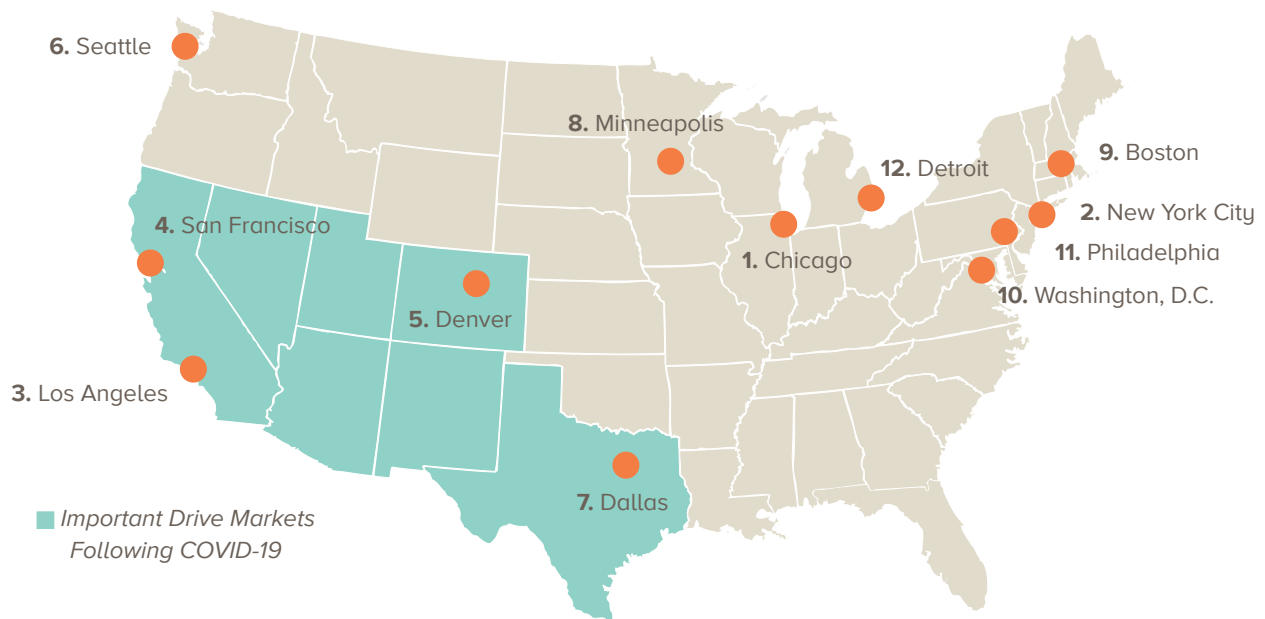 6. Seattle
8. Minneapolis
9. Boston
12. Detroit
2. New York City
4. San Francisco
11. Philadelphia
1. Chicago
10. Washington, D.C.
5. Denver
3. Los Angeles
7. Dallas
Important Drive Markets
Following COVID-19